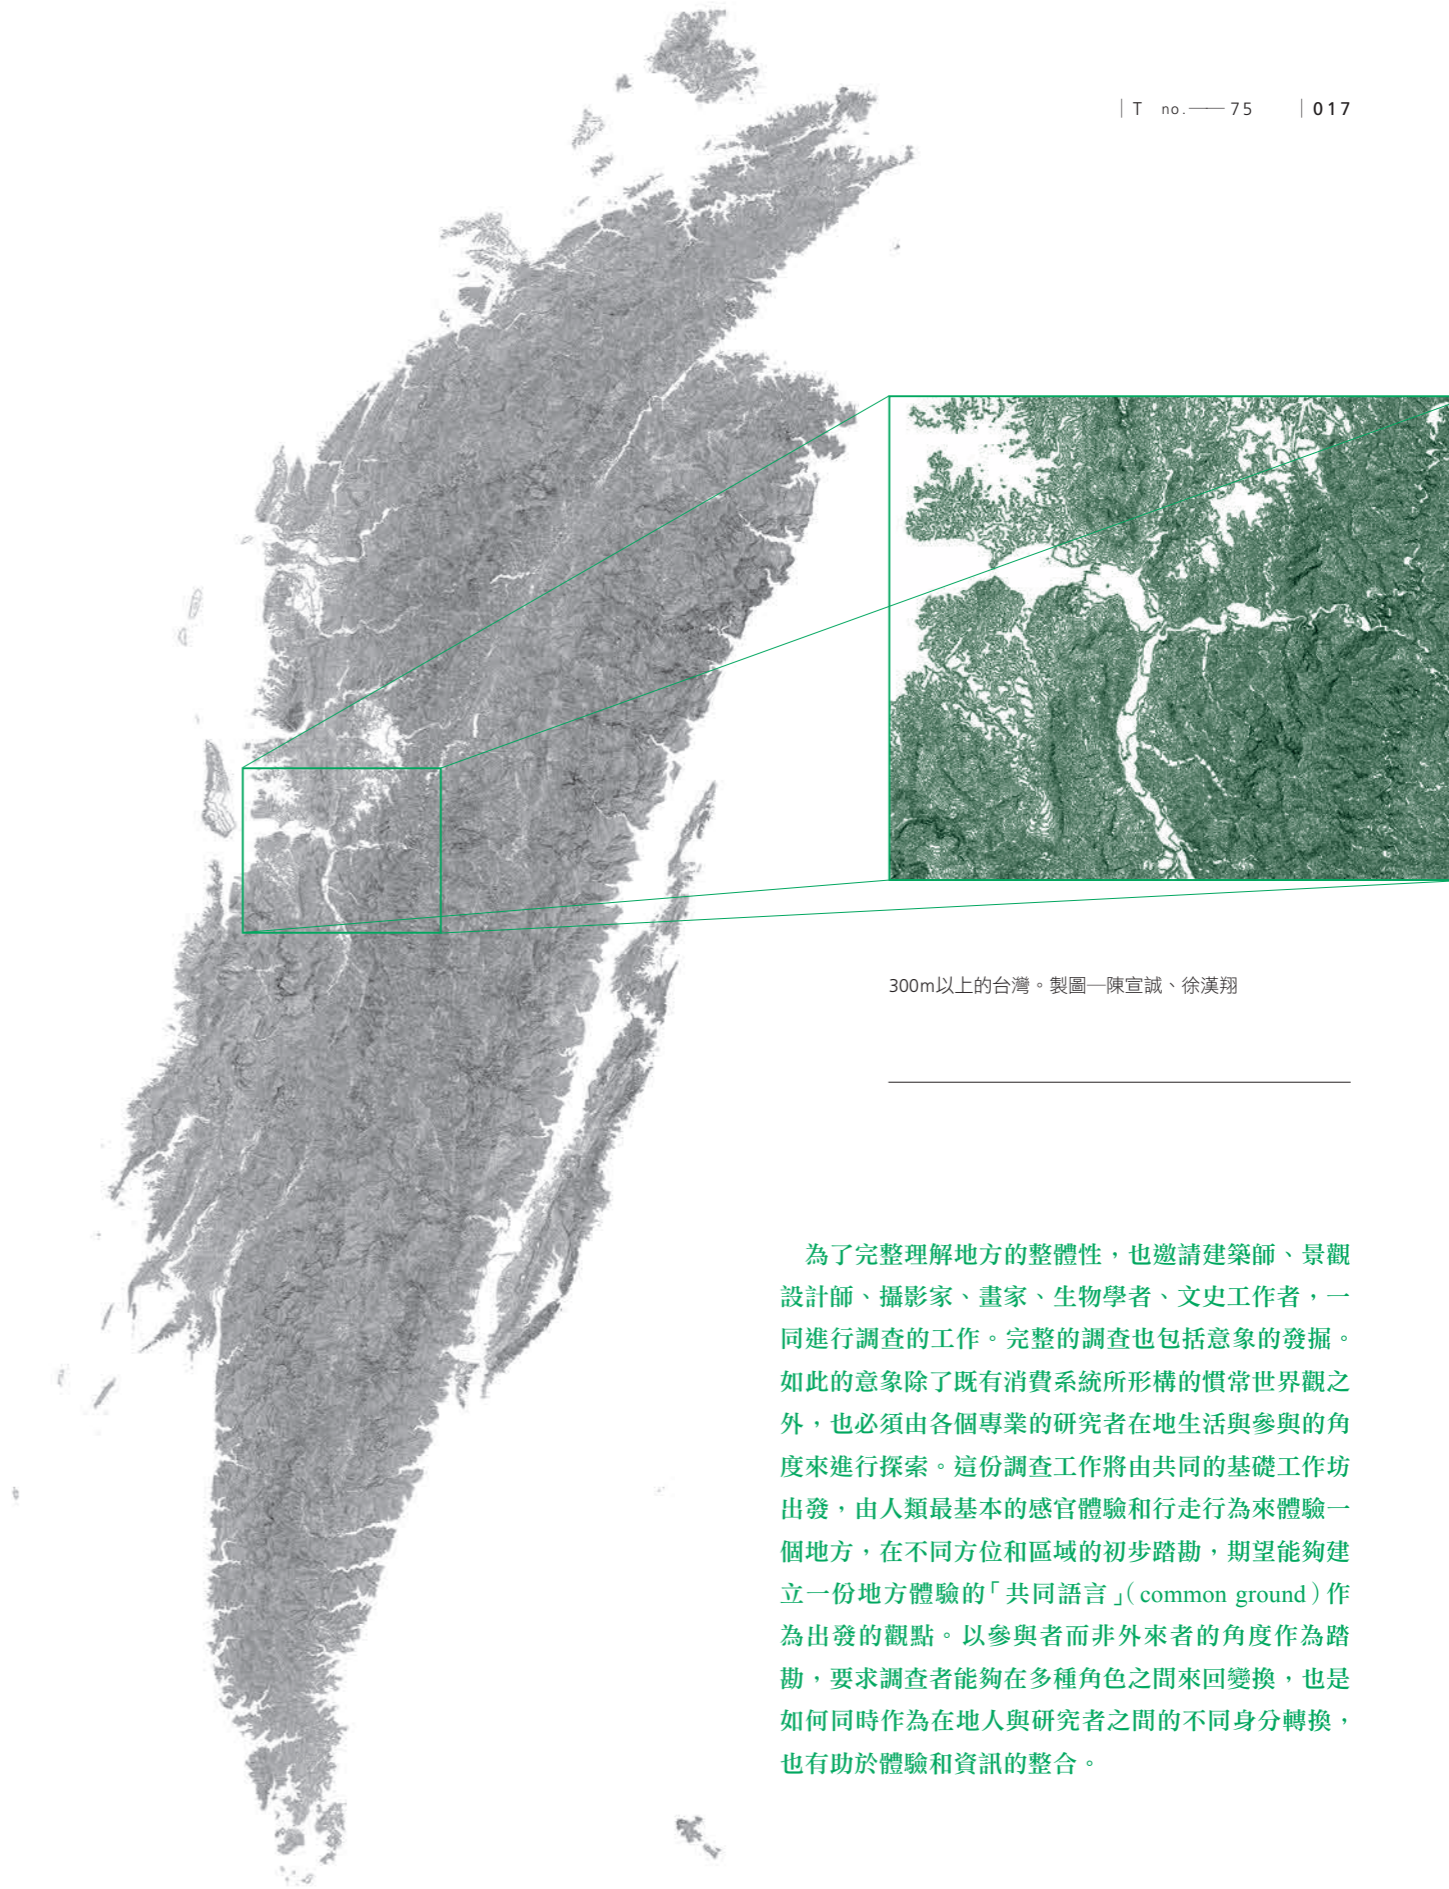 | T no.—— 75 | 017
300m以上的台灣。製圖—陳宣誠、徐漢翔
為了完整理解地方的整體性，也邀請建築師、景觀
設計師、攝影家、畫家、生物學者、文史工作者，一
同進行調查的工作。完整的調查也包括意象的發掘。
如此的意象除了既有消費系統所形構的慣常世界觀之
外，也必須由各個專業的研究者在地生活與參與的角
度來進行探索。這份調查工作將由共同的基礎工作坊
出發，由人類最基本的感官體驗和行走行為來體驗一
個地方，在不同方位和區域的初步踏勘，期望能夠建
立一份地方體驗的「共同語言」（common ground）作
為出發的觀點。以參與者而非外來者的角度作為踏
勘，要求調查者能夠在多種角色之間來回變換，也是
如何同時作為在地人與研究者之間的不同身分轉換，
也有助於體驗和資訊的整合。